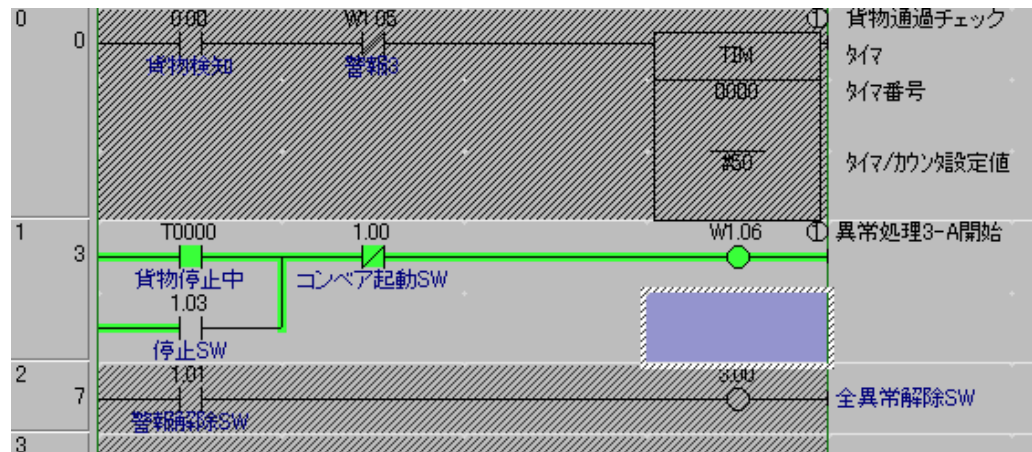 0
0
0.00
W1.05
①
貨物通過チェック
貨物検知
警報3
TIM
タイマ
0000
タイマ番号
#50
タイマ/カウンタ設定値
1
3
T0000
1.00
W1.06
①
異常処理3-A開始
貨物停止中
コンベア起動SW
1.03
停止SW
2
7
1.01
3.00
全異常解除SW
警報解除SW
3